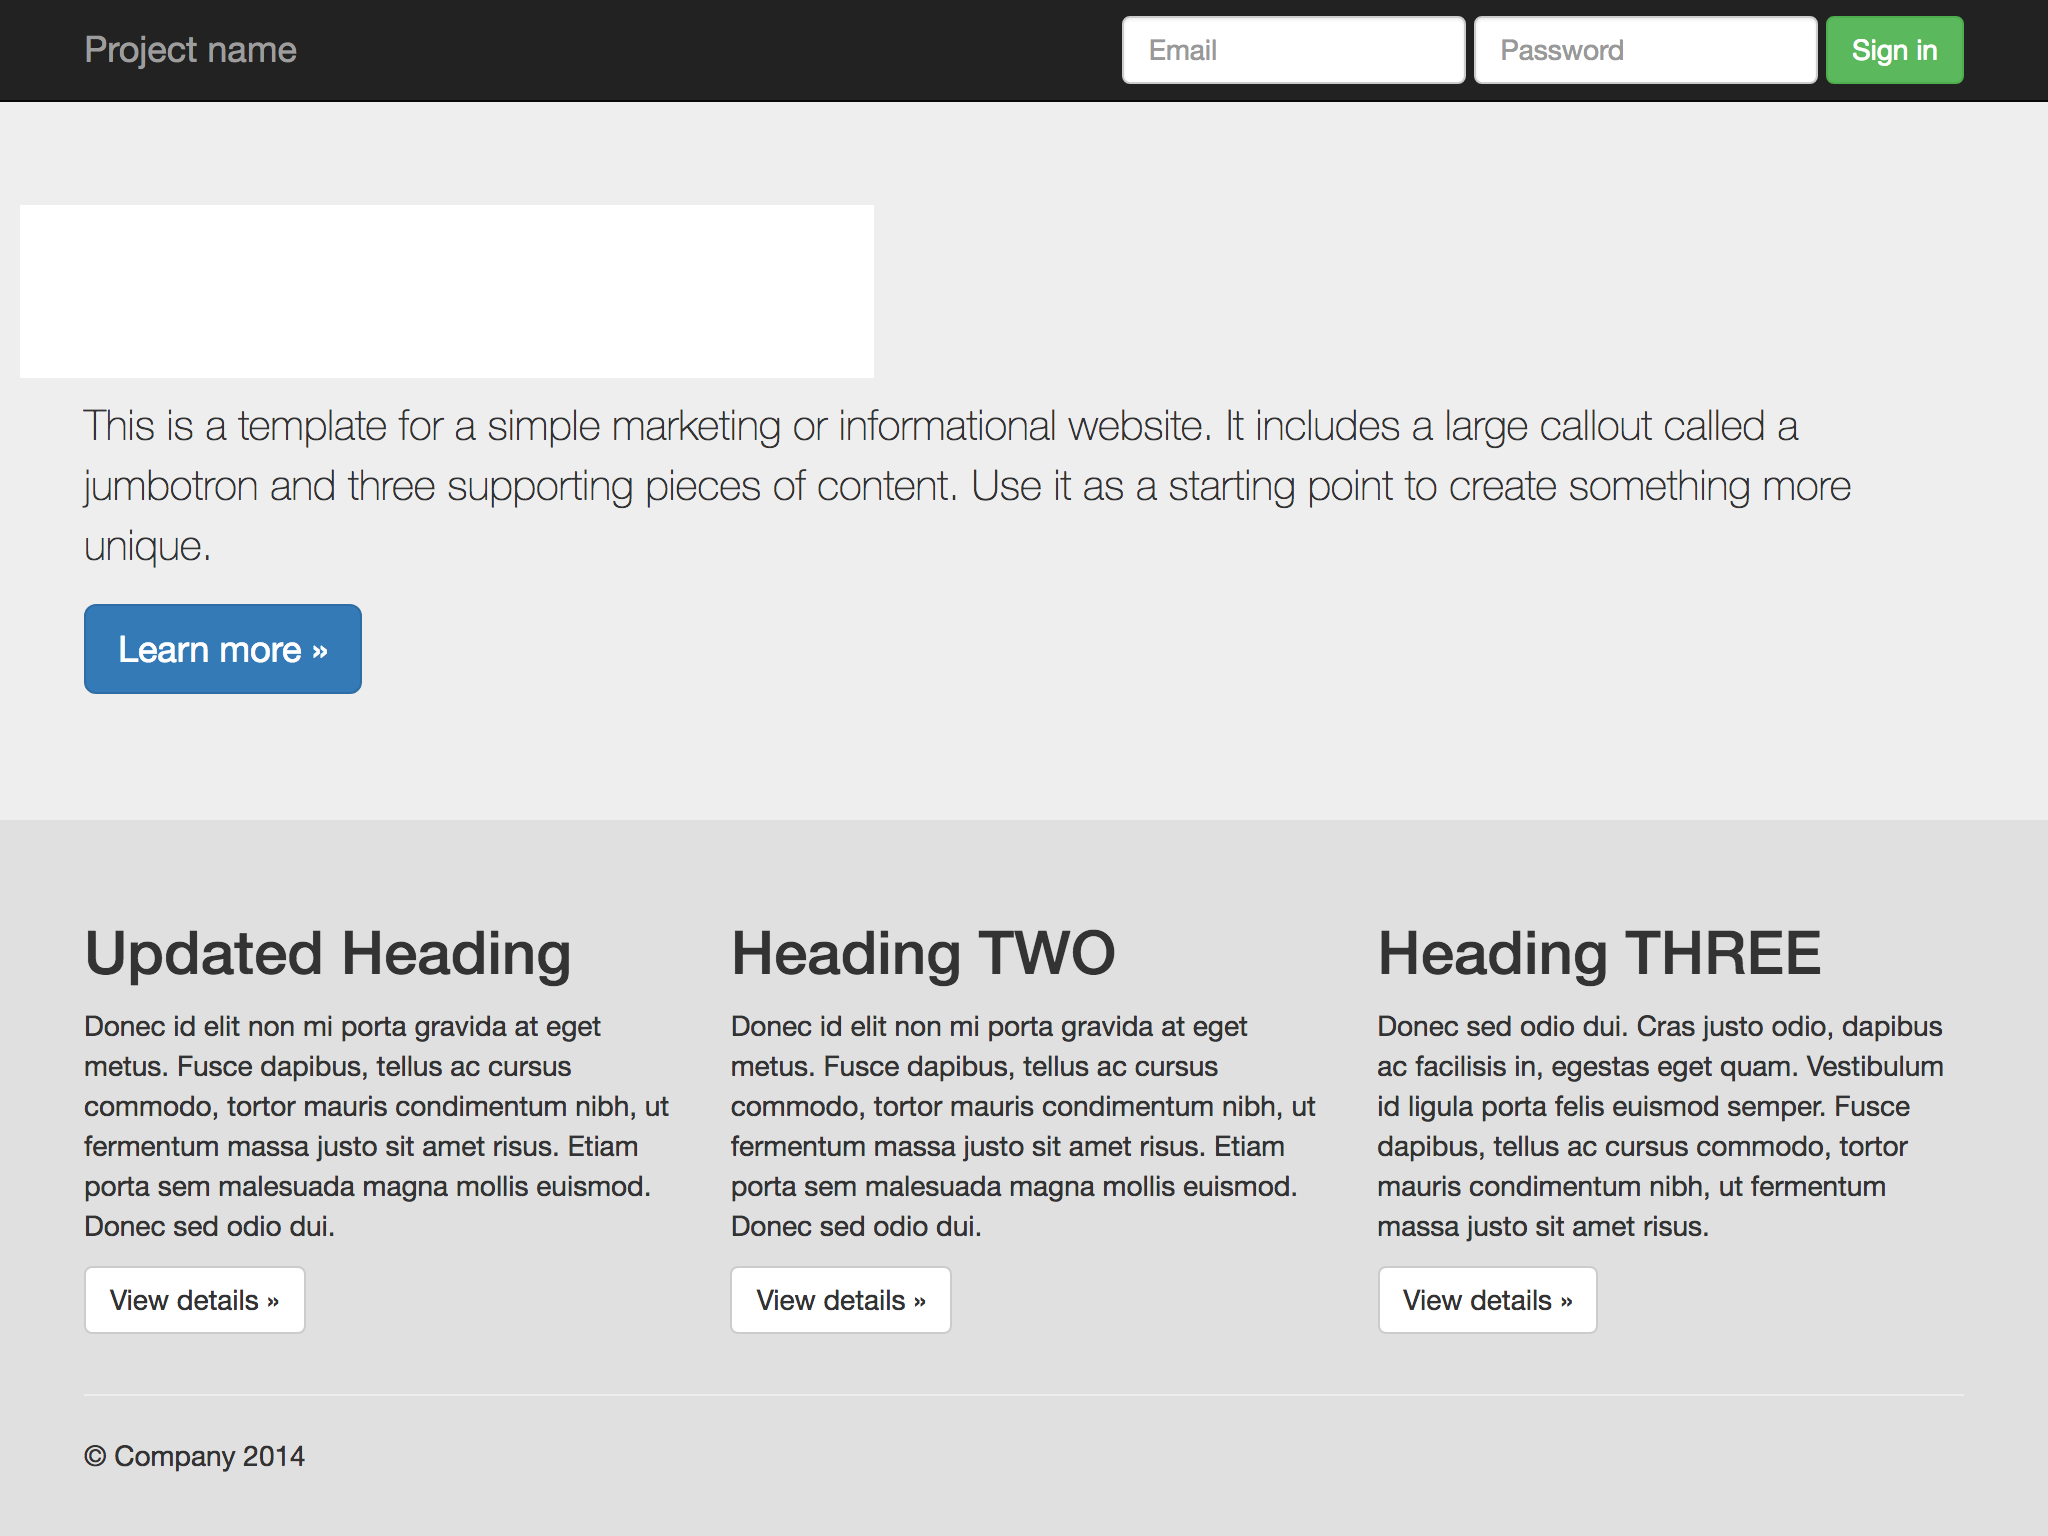 Project name
Email
Password
Sign in
This is a template for a simple marketing or informational website. It includes a large callout called a
jumbotron and three supporting pieces of content. Use it as a starting point to create something more
unique.
Learn more »
Updated Heading
Donec id elit non mi porta gravida at eget
metus. Fusce dapibus, tellus ac cursus
commodo, tortor mauris condimentum nibh, ut
fermentum massa justo sit amet risus. Etiam
porta sem malesuada magna mollis euismod.
Donec sed odio dui.
View details »
Heading TWO
Donec id elit non mi porta gravida at eget
metus. Fusce dapibus, tellus ac cursus
commodo, tortor mauris condimentum nibh, ut
fermentum massa justo sit amet risus. Etiam
porta sem malesuada magna mollis euismod.
Donec sed odio dui.
View details »
Heading THREE
Donec sed odio dui. Cras justo odio, dapibus
ac facilisis in, egestas eget quam. Vestibulum
id ligula porta felis euismod semper. Fusce
dapibus, tellus ac cursus commodo, tortor
mauris condimentum nibh, ut fermentum
massa justo sit amet risus.
View details »
© Company 2014